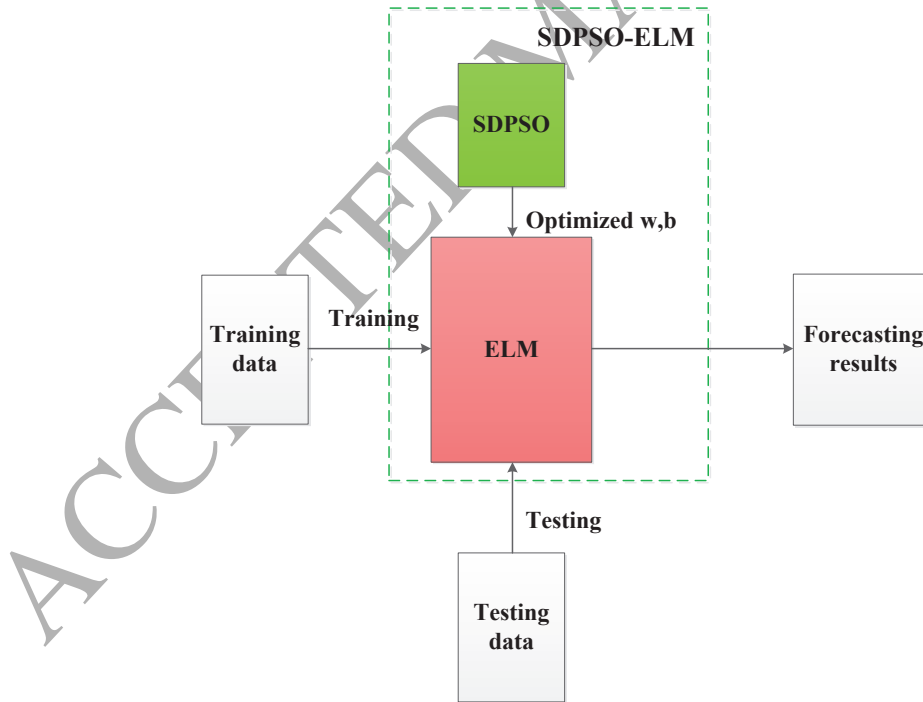 SDPSO-ELM
SDPSO
Optimized w,b
Training
data
Training
ELM
Forecasting
results
Testing
Testing
data